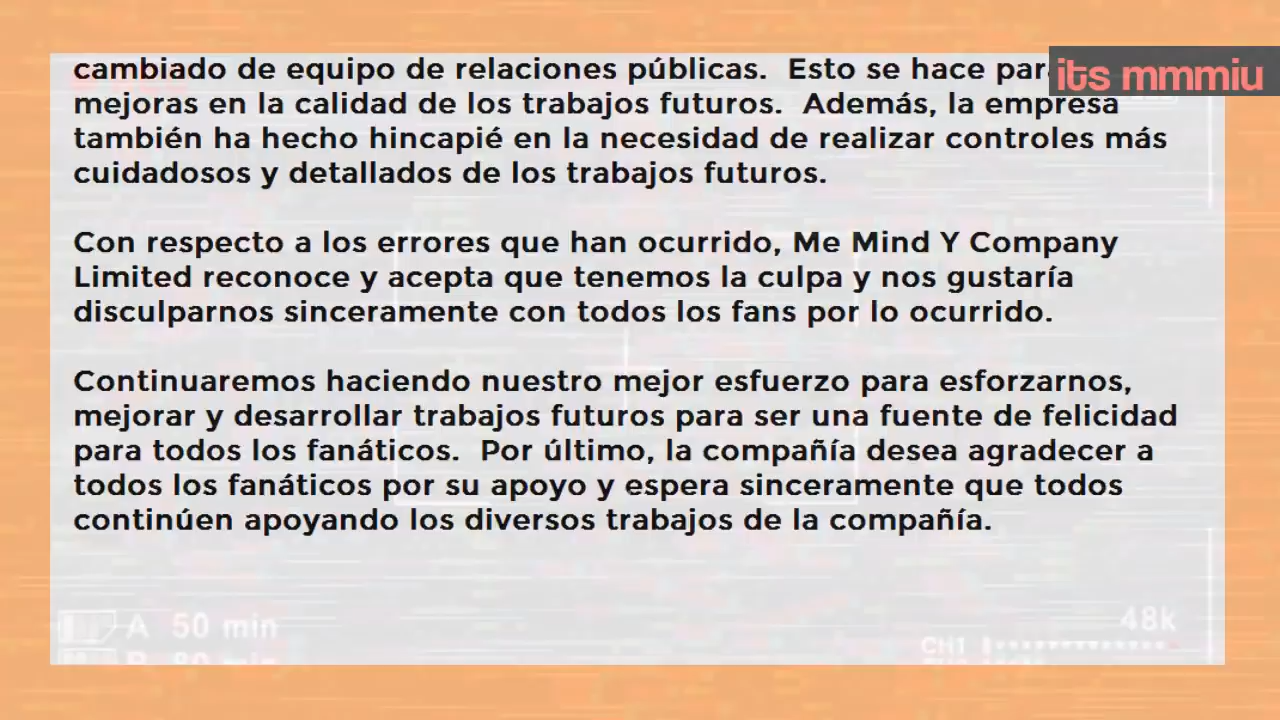 cambiado de equipo de relaciones públicas. Esto se hace para
its mmmiu
mejoras en la calidad de los trabajos futuros. Además, la empresa
también ha hecho hincapié en la necesidad de realizar controles más
cuidadosos y detallados de los trabajos futuros.
Con respecto a los errores que han ocurrido, Me Mind Y Company
Limited reconoce y acepta que tenemos la culpa y nos gustaría
disculparnos sinceramente con todos los fans por lo ocurrido.
Continuaremos haciendo nuestro mejor esfuerzo para esforzarnos,
mejorar y desarrollar trabajos futuros para ser una fuente de felicidad
para todos los fanáticos. Por último, la compañía desea agradecer a
todos los fanáticos por su apoyo y espera sinceramente que todos
continúen apoyando los diversos trabajos de la compañía.
A 50 min
48k
CH1
B 80 min